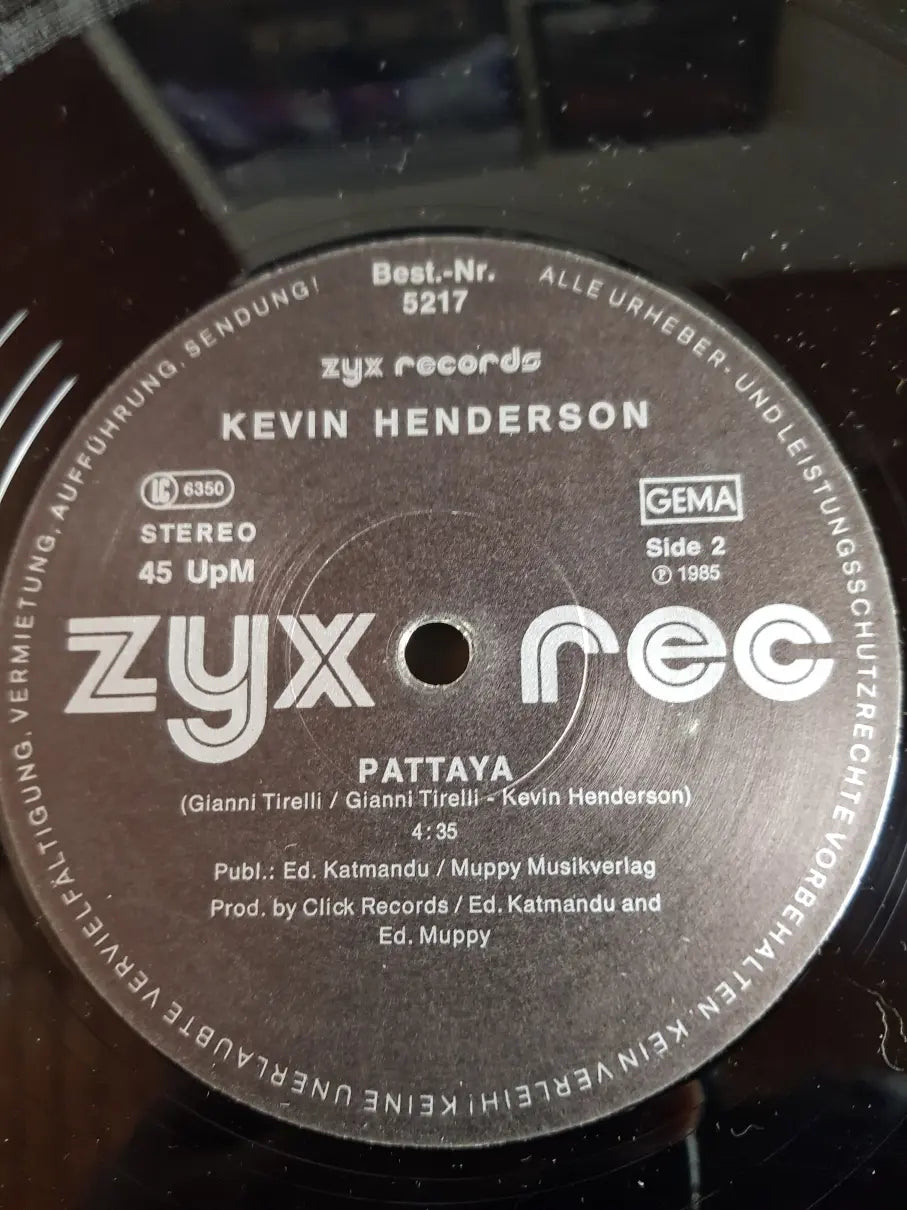 Best.-Nr.
5217
zyx records
KEVIN HENDERSON
LC 6350
STEREO
45 UpM
GEMA
Side 2
℗ 1985
zyx rec
PATTAYA
(Gianni Tirelli / Gianni Tirelli - Kevin Henderson)
4:35
Publ.: Ed. Katmandu / Muppy Musikverlag
Prod. by Click Records / Ed. Katmandu and
Ed. Muppy
ALLE URHEBER- UND LEISTUNGSSCHUTZRECHTE VORBEHALTEN. KEIN VERLEIH! KEINE UNERLAUBTE VERVIELFÄLTIGUNG, VERMIETUNG, AUFFÜHRUNG, SENDUNG!